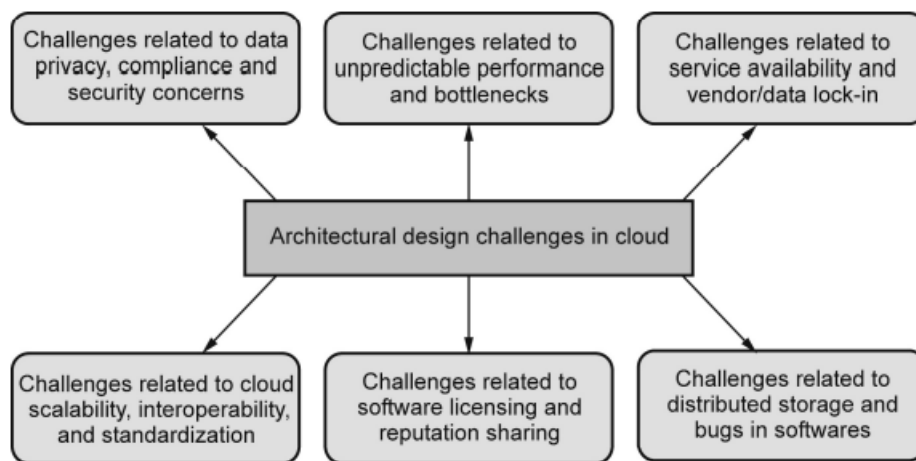 Challenges related to data
privacy, compliance and
security concerns
Challenges related to
unpredictable performance
and bottlenecks
Challenges related to
service availability and
vendor/data lock-in
Architectural design challenges in cloud
Challenges related to cloud
scalability, interoperability,
and standardization
Challenges related to
software licensing and
reputation sharing
Challenges related to
distributed storage and
bugs in softwares